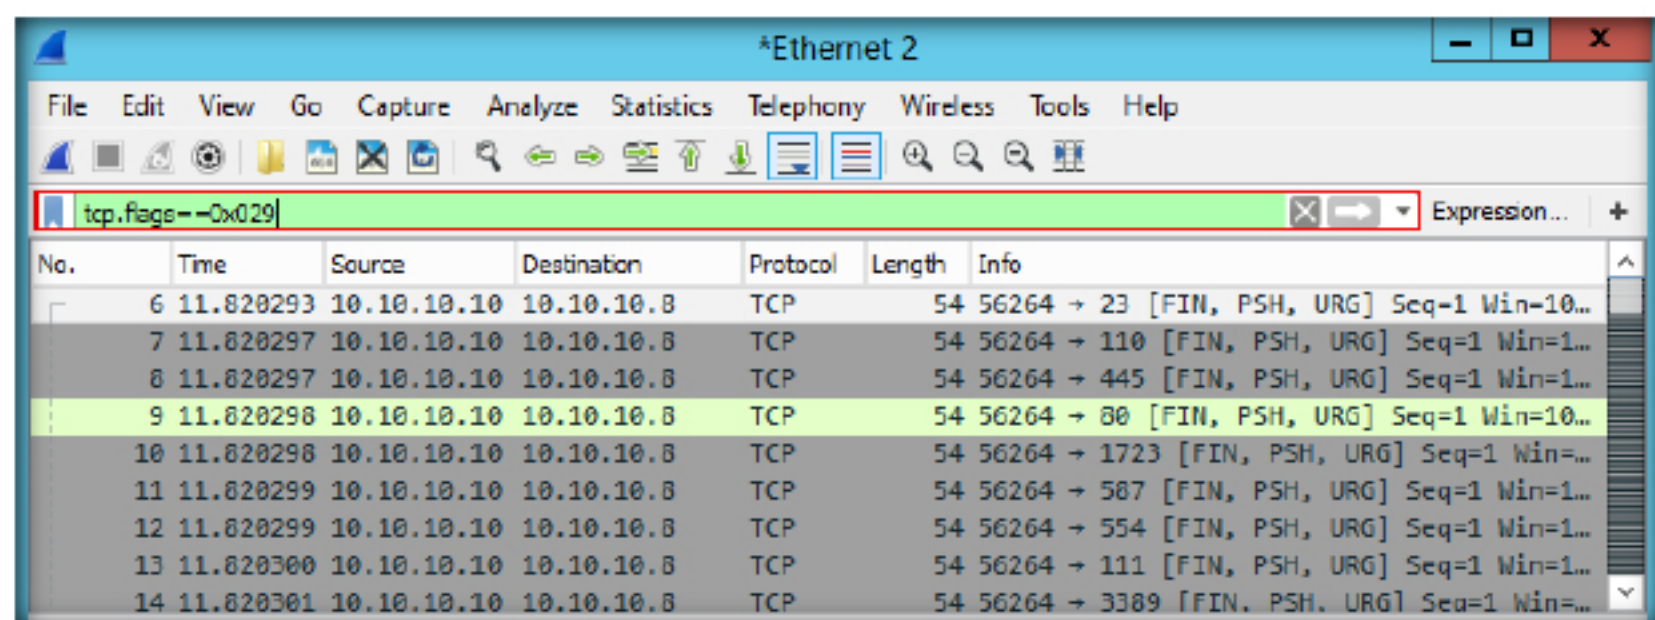 *Ethernet 2
File Edit View Go Capture Analyze Statistics Telephony Wireless Tools Help
tcp.flags==0x029 Expression... +
No. Time Source Destination Protocol Length Info
6 11.820293 10.10.10.10 10.10.10.8 TCP 54 56264 → 23 [FIN, PSH, URG] Seq=1 Win=10…
7 11.820297 10.10.10.10 10.10.10.8 TCP 54 56264 → 110 [FIN, PSH, URG] Seq=1 Win=1…
8 11.820297 10.10.10.10 10.10.10.8 TCP 54 56264 → 445 [FIN, PSH, URG] Seq=1 Win=1…
9 11.820298 10.10.10.10 10.10.10.8 TCP 54 56264 → 80 [FIN, PSH, URG] Seq=1 Win=10…
10 11.820298 10.10.10.10 10.10.10.8 TCP 54 56264 → 1723 [FIN, PSH, URG] Seq=1 Win=…
11 11.820299 10.10.10.10 10.10.10.8 TCP 54 56264 → 587 [FIN, PSH, URG] Seq=1 Win=1…
12 11.820299 10.10.10.10 10.10.10.8 TCP 54 56264 → 554 [FIN, PSH, URG] Seq=1 Win=1…
13 11.820300 10.10.10.10 10.10.10.8 TCP 54 56264 → 111 [FIN, PSH, URG] Seq=1 Win=1…
14 11.820301 10.10.10.10 10.10.10.8 TCP 54 56264 → 3389 [FIN, PSH, URG] Seq=1 Win=…